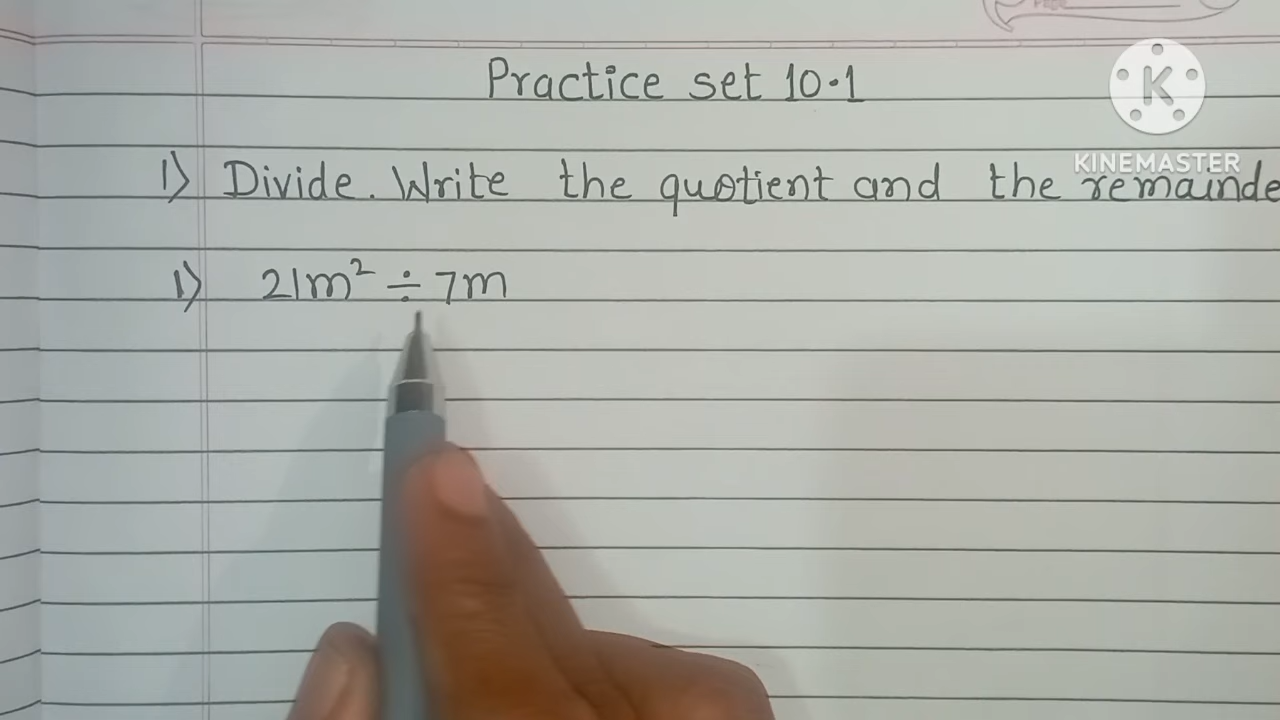 Practice set 10.1
K
KINEMASTER
1) Divide. Write the quotient and the remainde
1) 21m² ÷ 7m